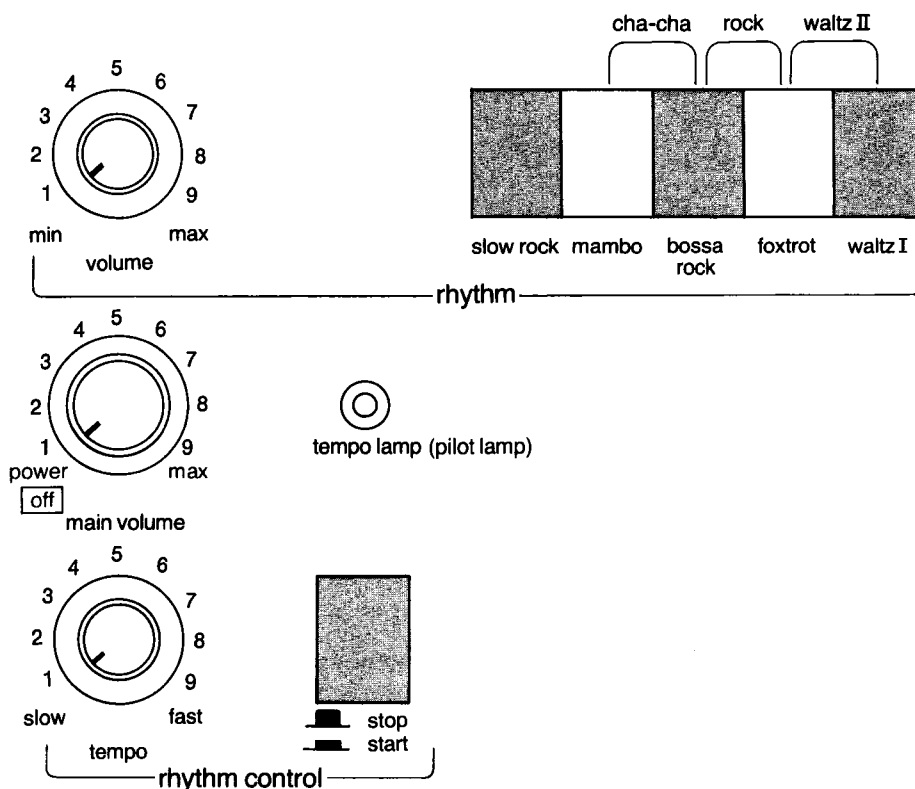 cha-cha rock waltz II
5
4 6
3 7
2 8
1 9
min max
volume
slow rock mambo bossa rock foxtrot waltz I
rhythm
5
4 6
3 7
2 8
1 9
power max
off
main volume
tempo lamp (pilot lamp)
5
4 6
3 7
2 8
1 9
slow fast
tempo
stop
start
rhythm control